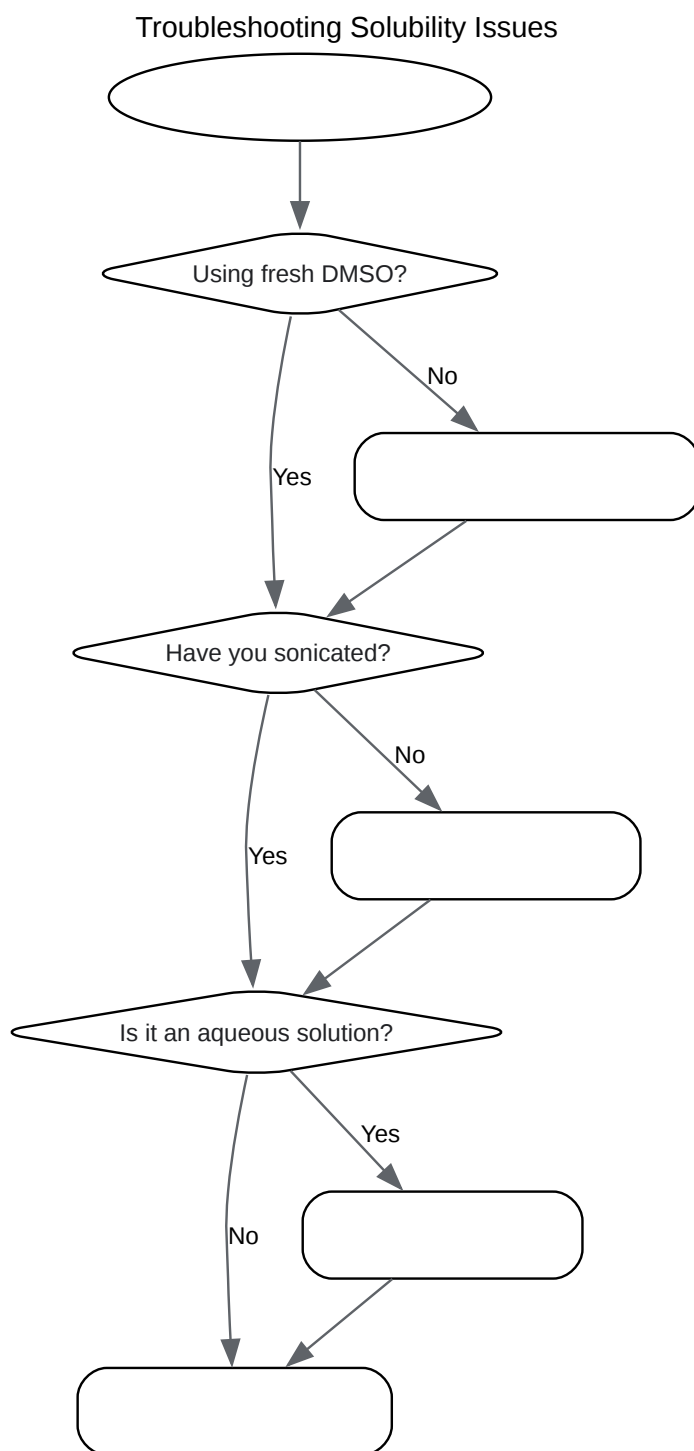 Troubleshooting Solubility Issues
Using fresh DMSO?
No
Yes
Have you sonicated?
No
Yes
Is it an aqueous solution?
Yes
No